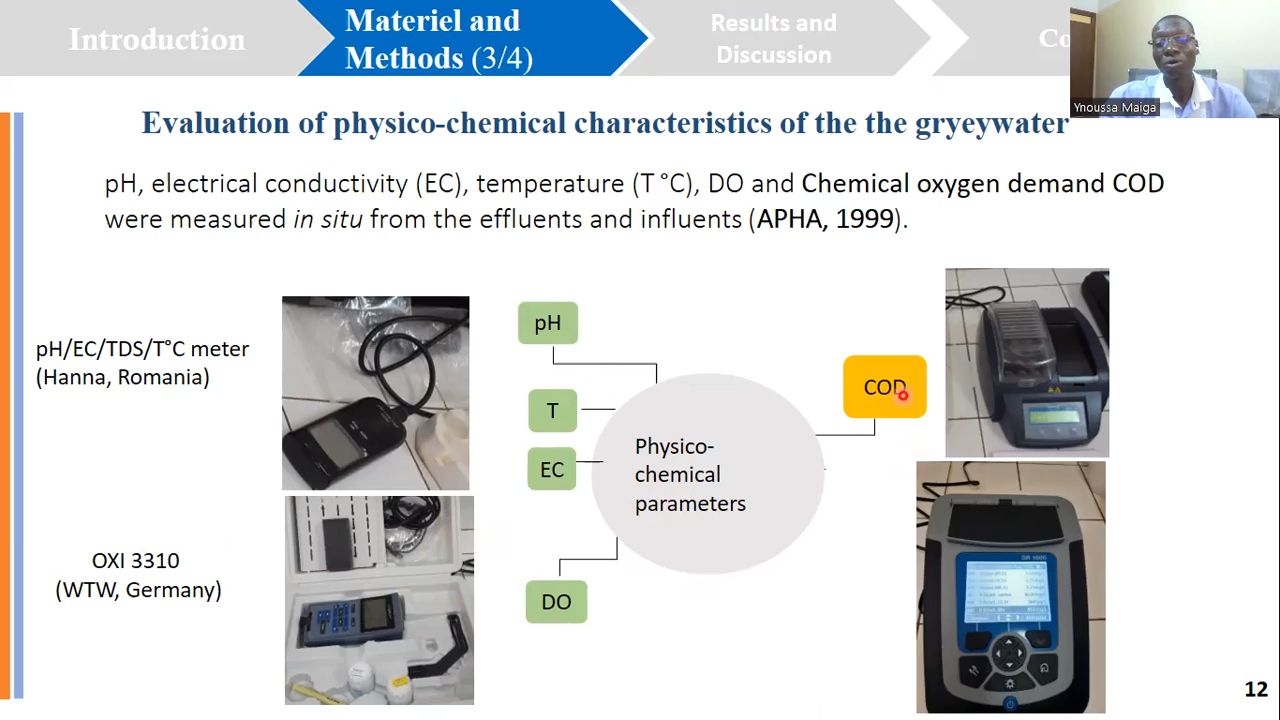 Introduction
Materiel and
Methods (3/4)
Results and
Discussion
Co
Ynoussa Maiga
Evaluation of physico-chemical characteristics of the the gryeywater
pH, electrical conductivity (EC), temperature (T °C), DO and Chemical oxygen demand COD
were measured in situ from the effluents and influents (APHA, 1999).
pH/EC/TDS/T°C meter
(Hanna, Romania)
pH
T
EC
DO
Physico-
chemical
parameters
COD
OXI 3310
(WTW, Germany)
12